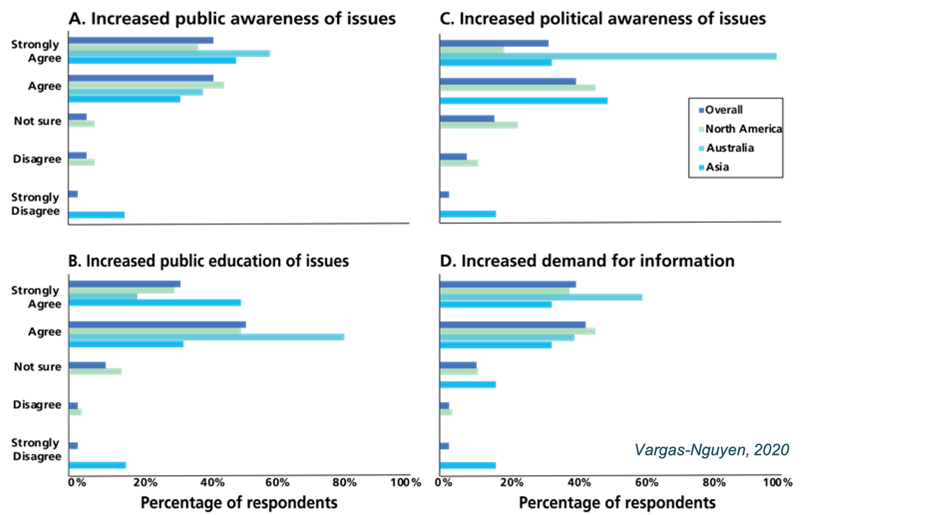 A. Increased public awareness of issues
Strongly
Agree
Agree
Not sure
Disagree
Strongly
Disagree
C. Increased political awareness of issues
Overall
North America
Australia
Asia
B. Increased public education of issues
Strongly
Agree
Agree
Not sure
Disagree
Strongly
Disagree
0% 20% 40% 60% 80% 100%
Percentage of respondents
D. Increased demand for information
Vargas-Nguyen, 2020
0% 20% 40% 60% 80% 100%
Percentage of respondents